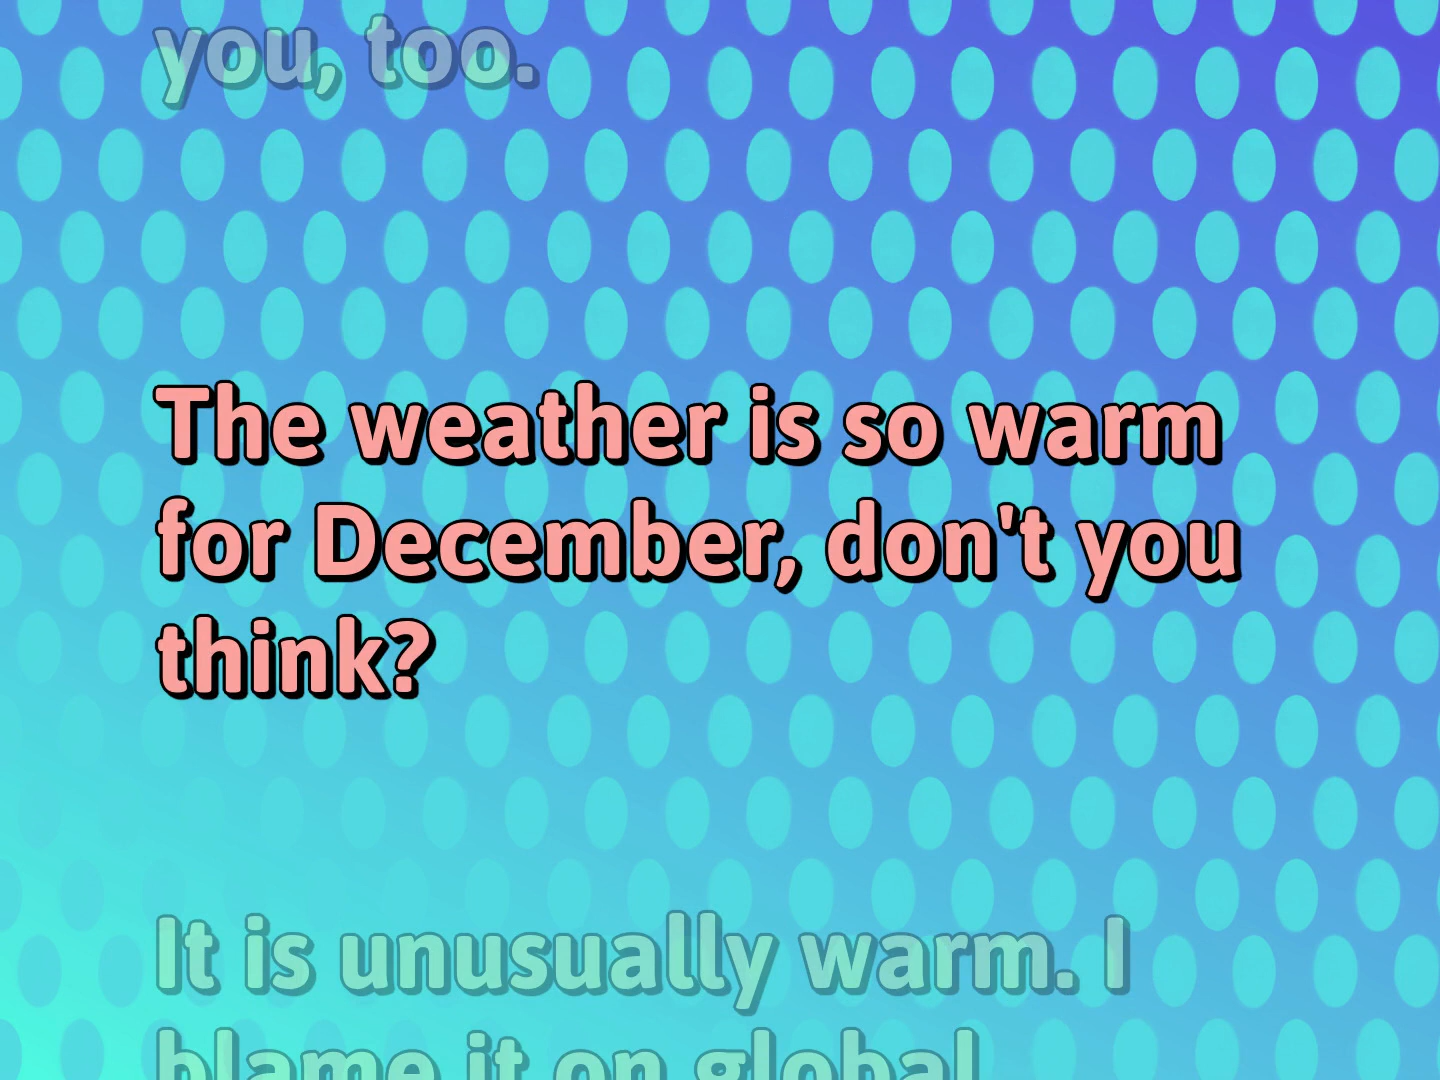 you, too.
The weather is so warm
for December, don't you
think?
It is unusually warm. I
blame it on global